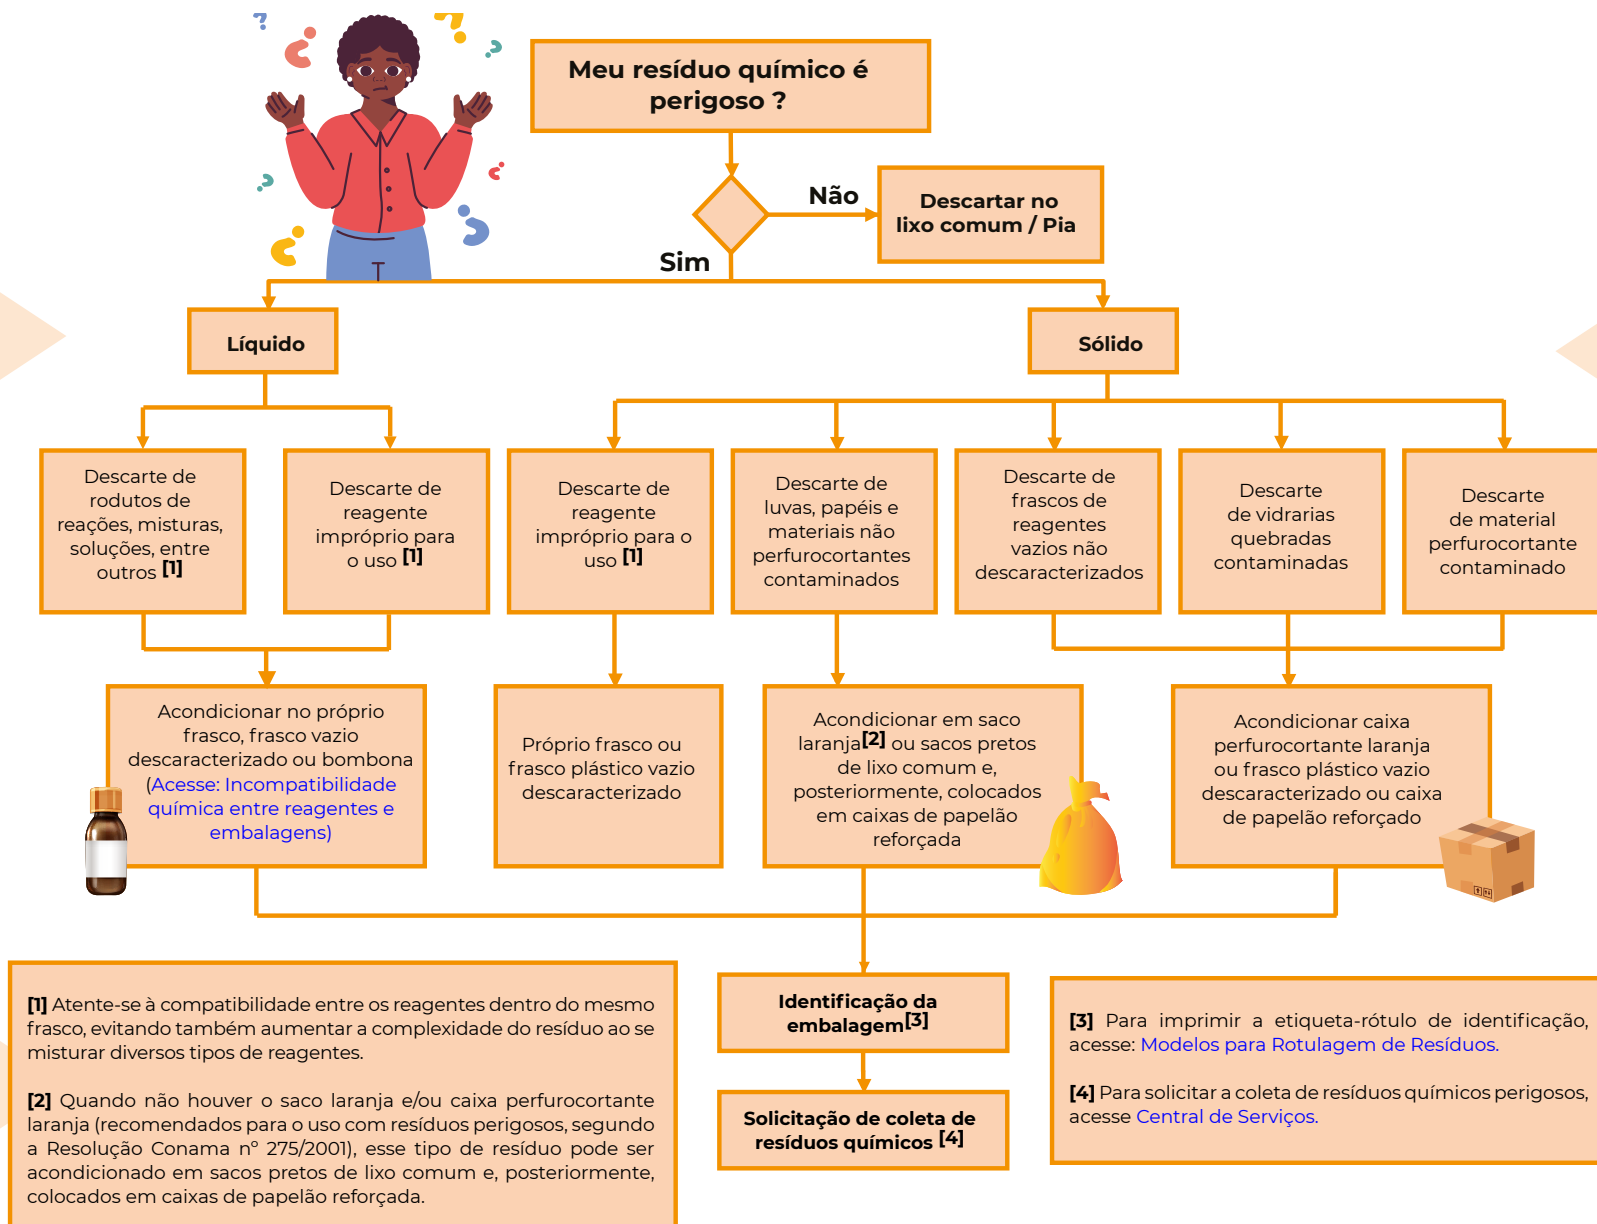 Meu resíduo químico é
perigoso ?
Não
Descartar no
lixo comum / Pia
Sim
Líquido
Sólido
Descarte de
rodutos de
reações, misturas,
soluções, entre
outros [1]
Descarte de
reagente
impróprio para
o uso [1]
Descarte de
reagente
impróprio para o
uso [1]
Descarte de
luvas, papéis e
materiais não
perfurocortantes
contaminados
Descarte de
frascos de
reagentes
vazios não
descaracterizados
Descarte
de vidrarias
quebradas
contaminadas
Descarte
de material
perfurocortante
contaminado
Acondicionar no próprio
frasco, frasco vazio
descaracterizado ou bombona
(Acesse: Incompatibilidade
química entre reagentes e
embalagens)
Próprio frasco ou
frasco plástico vazio
descaracterizado
Acondicionar em saco
laranja[2] ou sacos pretos
de lixo comum e,
posteriormente, colocados
em caixas de papelão
reforçada
Acondicionar caixa
perfurocortante laranja
ou frasco plástico vazio
descaracterizado ou caixa
de papelão reforçado
[1] Atente-se à compatibilidade entre os reagentes dentro do mesmo
frasco, evitando também aumentar a complexidade do resíduo ao se
misturar diversos tipos de reagentes.
[2] Quando não houver o saco laranja e/ou caixa perfurocortante
laranja (recomendados para o uso com resíduos perigosos, segundo
a Resolução Conama nº 275/2001), esse tipo de resíduo pode ser
acondicionado em sacos pretos de lixo comum e, posteriormente,
colocados em caixas de papelão reforçada.
Identificação da
embalagem[3]
Solicitação de coleta de
resíduos químicos [4]
[3] Para imprimir a etiqueta-rótulo de identificação,
acesse: Modelos para Rotulagem de Resíduos.
[4] Para solicitar a coleta de resíduos químicos perigosos,
acesse Central de Serviços.